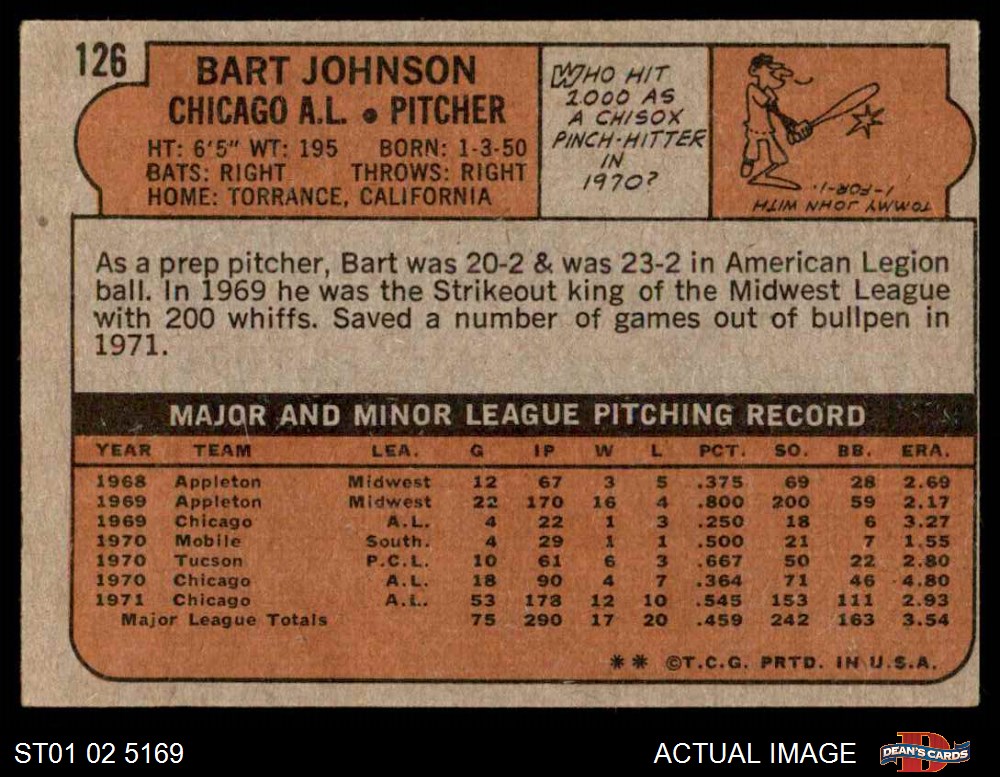 126
BART JOHNSON
CHICAGO A.L. • PITCHER
HT: 6'5" WT: 195 BORN: 1-3-50
BATS: RIGHT THROWS: RIGHT
HOME: TORRANCE, CALIFORNIA
WHO HIT
1.000 AS
A CHISOX
PINCH-HITTER
IN
1970?
TOMMY JOHN WITH
1-FOR-1.
As a prep pitcher, Bart was 20-2 & was 23-2 in American Legion
ball. In 1969 he was the Strikeout king of the Midwest League
with 200 whiffs. Saved a number of games out of bullpen in
1971.
MAJOR AND MINOR LEAGUE PITCHING RECORD
YEAR TEAM LEA. G IP W L PCT. SO. BB. ERA.
1968 Appleton Midwest 12 67 3 5 .375 69 28 2.69
1969 Appleton Midwest 22 170 16 4 .800 200 59 2.17
1969 Chicago A.L. 4 22 1 3 .250 18 6 3.27
1970 Mobile South. 4 29 1 1 .500 21 7 1.55
1970 Tucson P.C.L. 10 61 6 3 .667 50 22 2.80
1970 Chicago A.L. 18 90 4 7 .364 71 46 4.80
1971 Chicago A.L. 53 178 12 10 .545 153 111 2.93
Major League Totals 75 290 17 20 .459 242 163 3.54
** ©T.C.G. PRTD. IN U.S.A.
ST01 02 5169
ACTUAL IMAGE
D
DEAN'S CARDS